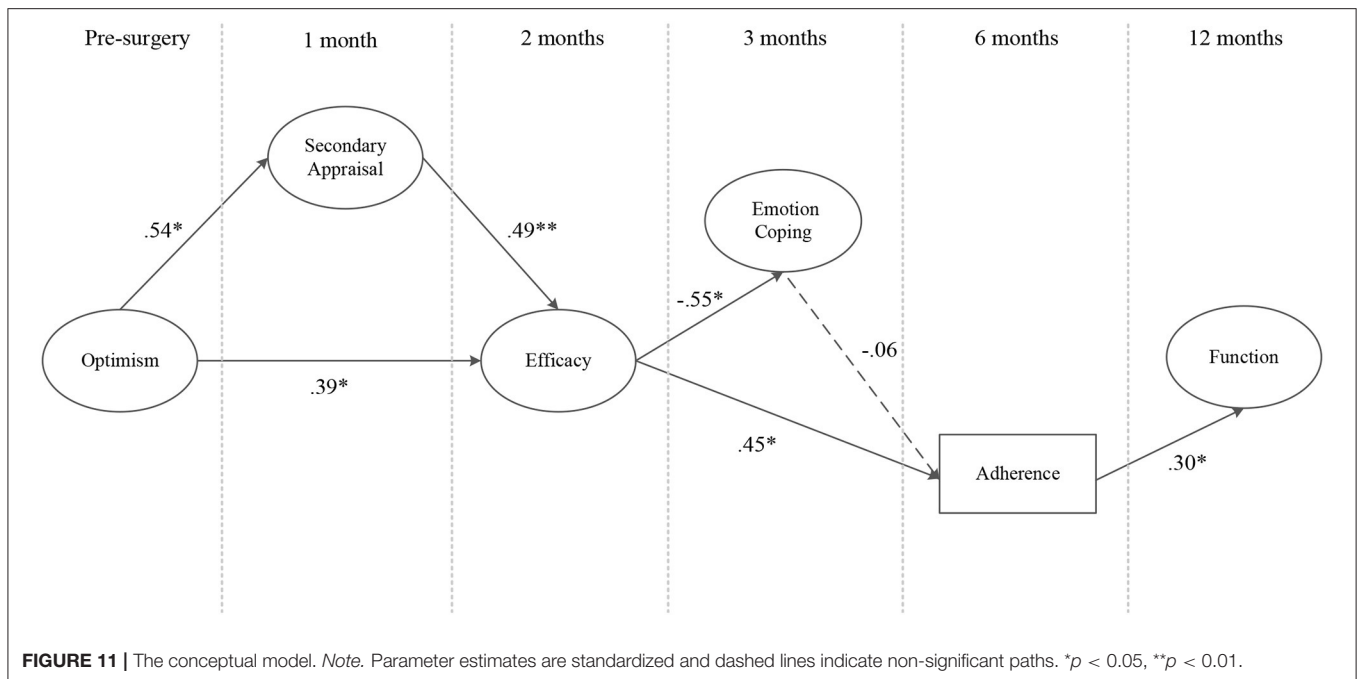 Pre-surgery
1 month
2 months
3 months
6 months
12 months
Secondary
Appraisal
Emotion
Coping
.54*
.49**
-.55*
-.06
Optimism
Efficacy
Function
.39*
.45*
Adherence
.30*
FIGURE 11 | The conceptual model. Note. Parameter estimates are standardized and dashed lines indicate non-significant paths. *p < 0.05, **p < 0.01.